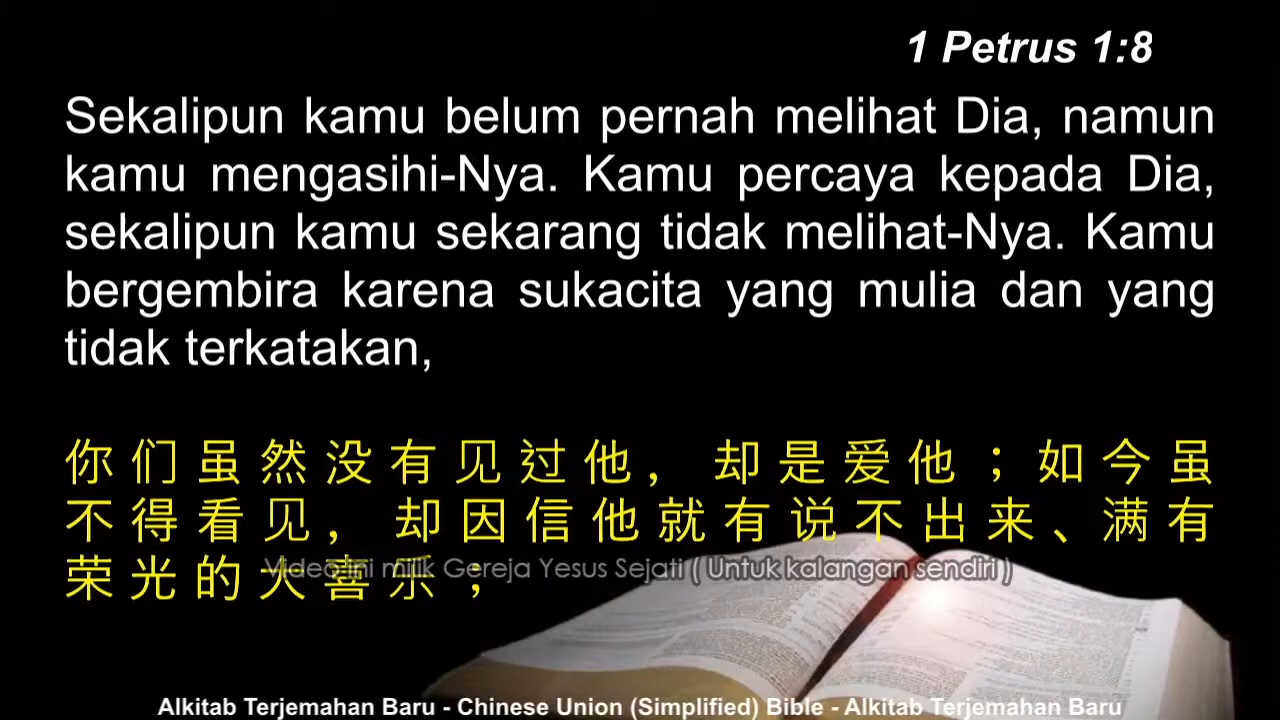 1 Petrus 1:8
Sekalipun kamu belum pernah melihat Dia, namun
kamu mengasihi-Nya. Kamu percaya kepada Dia,
sekalipun kamu sekarang tidak melihat-Nya. Kamu
bergembira karena sukacita yang mulia dan yang
tidak terkatakan,
你们虽然没有见过他，却是爱他；如今虽
不得看见，却因信他就有说不出来、满有
荣光的大喜乐；
Video ini milik Gereja Yesus Sejati ( Untuk kalangan sendiri )
Alkitab Terjemahan Baru - Chinese Union (Simplified) Bible - Alkitab Terjemahan Baru